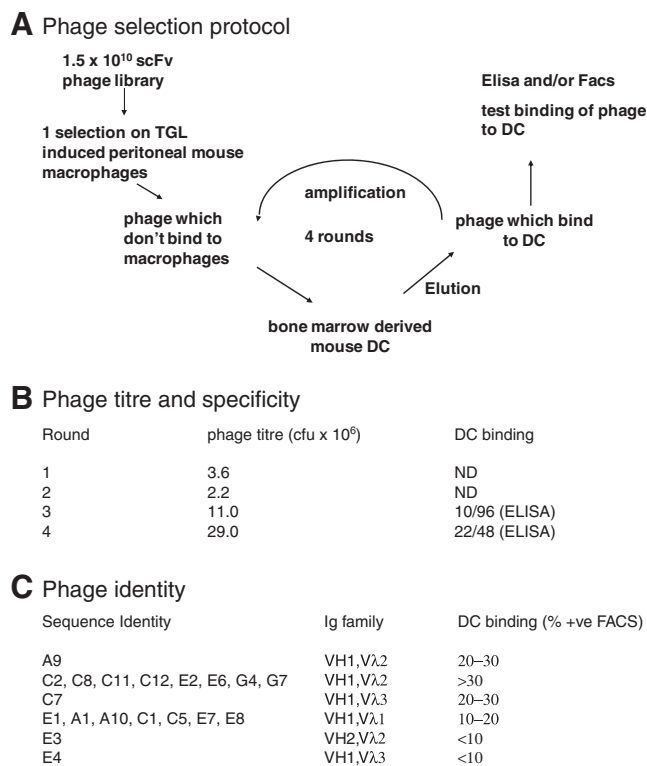 A Phage selection protocol
1.5 x 10¹⁰ scFv
phage library
1 selection on TGL
induced peritoneal mouse
macrophages
phage which
don't bind to
macrophages
amplification
4 rounds
bone marrow derived
mouse DC
Elution
phage which bind
to DC
Elisa and/or Facs
test binding of phage
to DC
B Phage titre and specificity
Round phage titre (cfu x 10⁶) DC binding
1 3.6 ND
2 2.2 ND
3 11.0 10/96 (ELISA)
4 29.0 22/48 (ELISA)
C Phage identity
Sequence Identity Ig family DC binding (% +ve FACS)
A9 VH1,Vλ2 20–30
C2, C8, C11, C12, E2, E6, G4, G7 VH1,Vλ2 >30
C7 VH1,Vλ3 20–30
E1, A1, A10, C1, C5, E7, E8 VH1,Vλ1 10–20
E3 VH2,Vλ2 <10
E4 VH1,Vλ3 <10